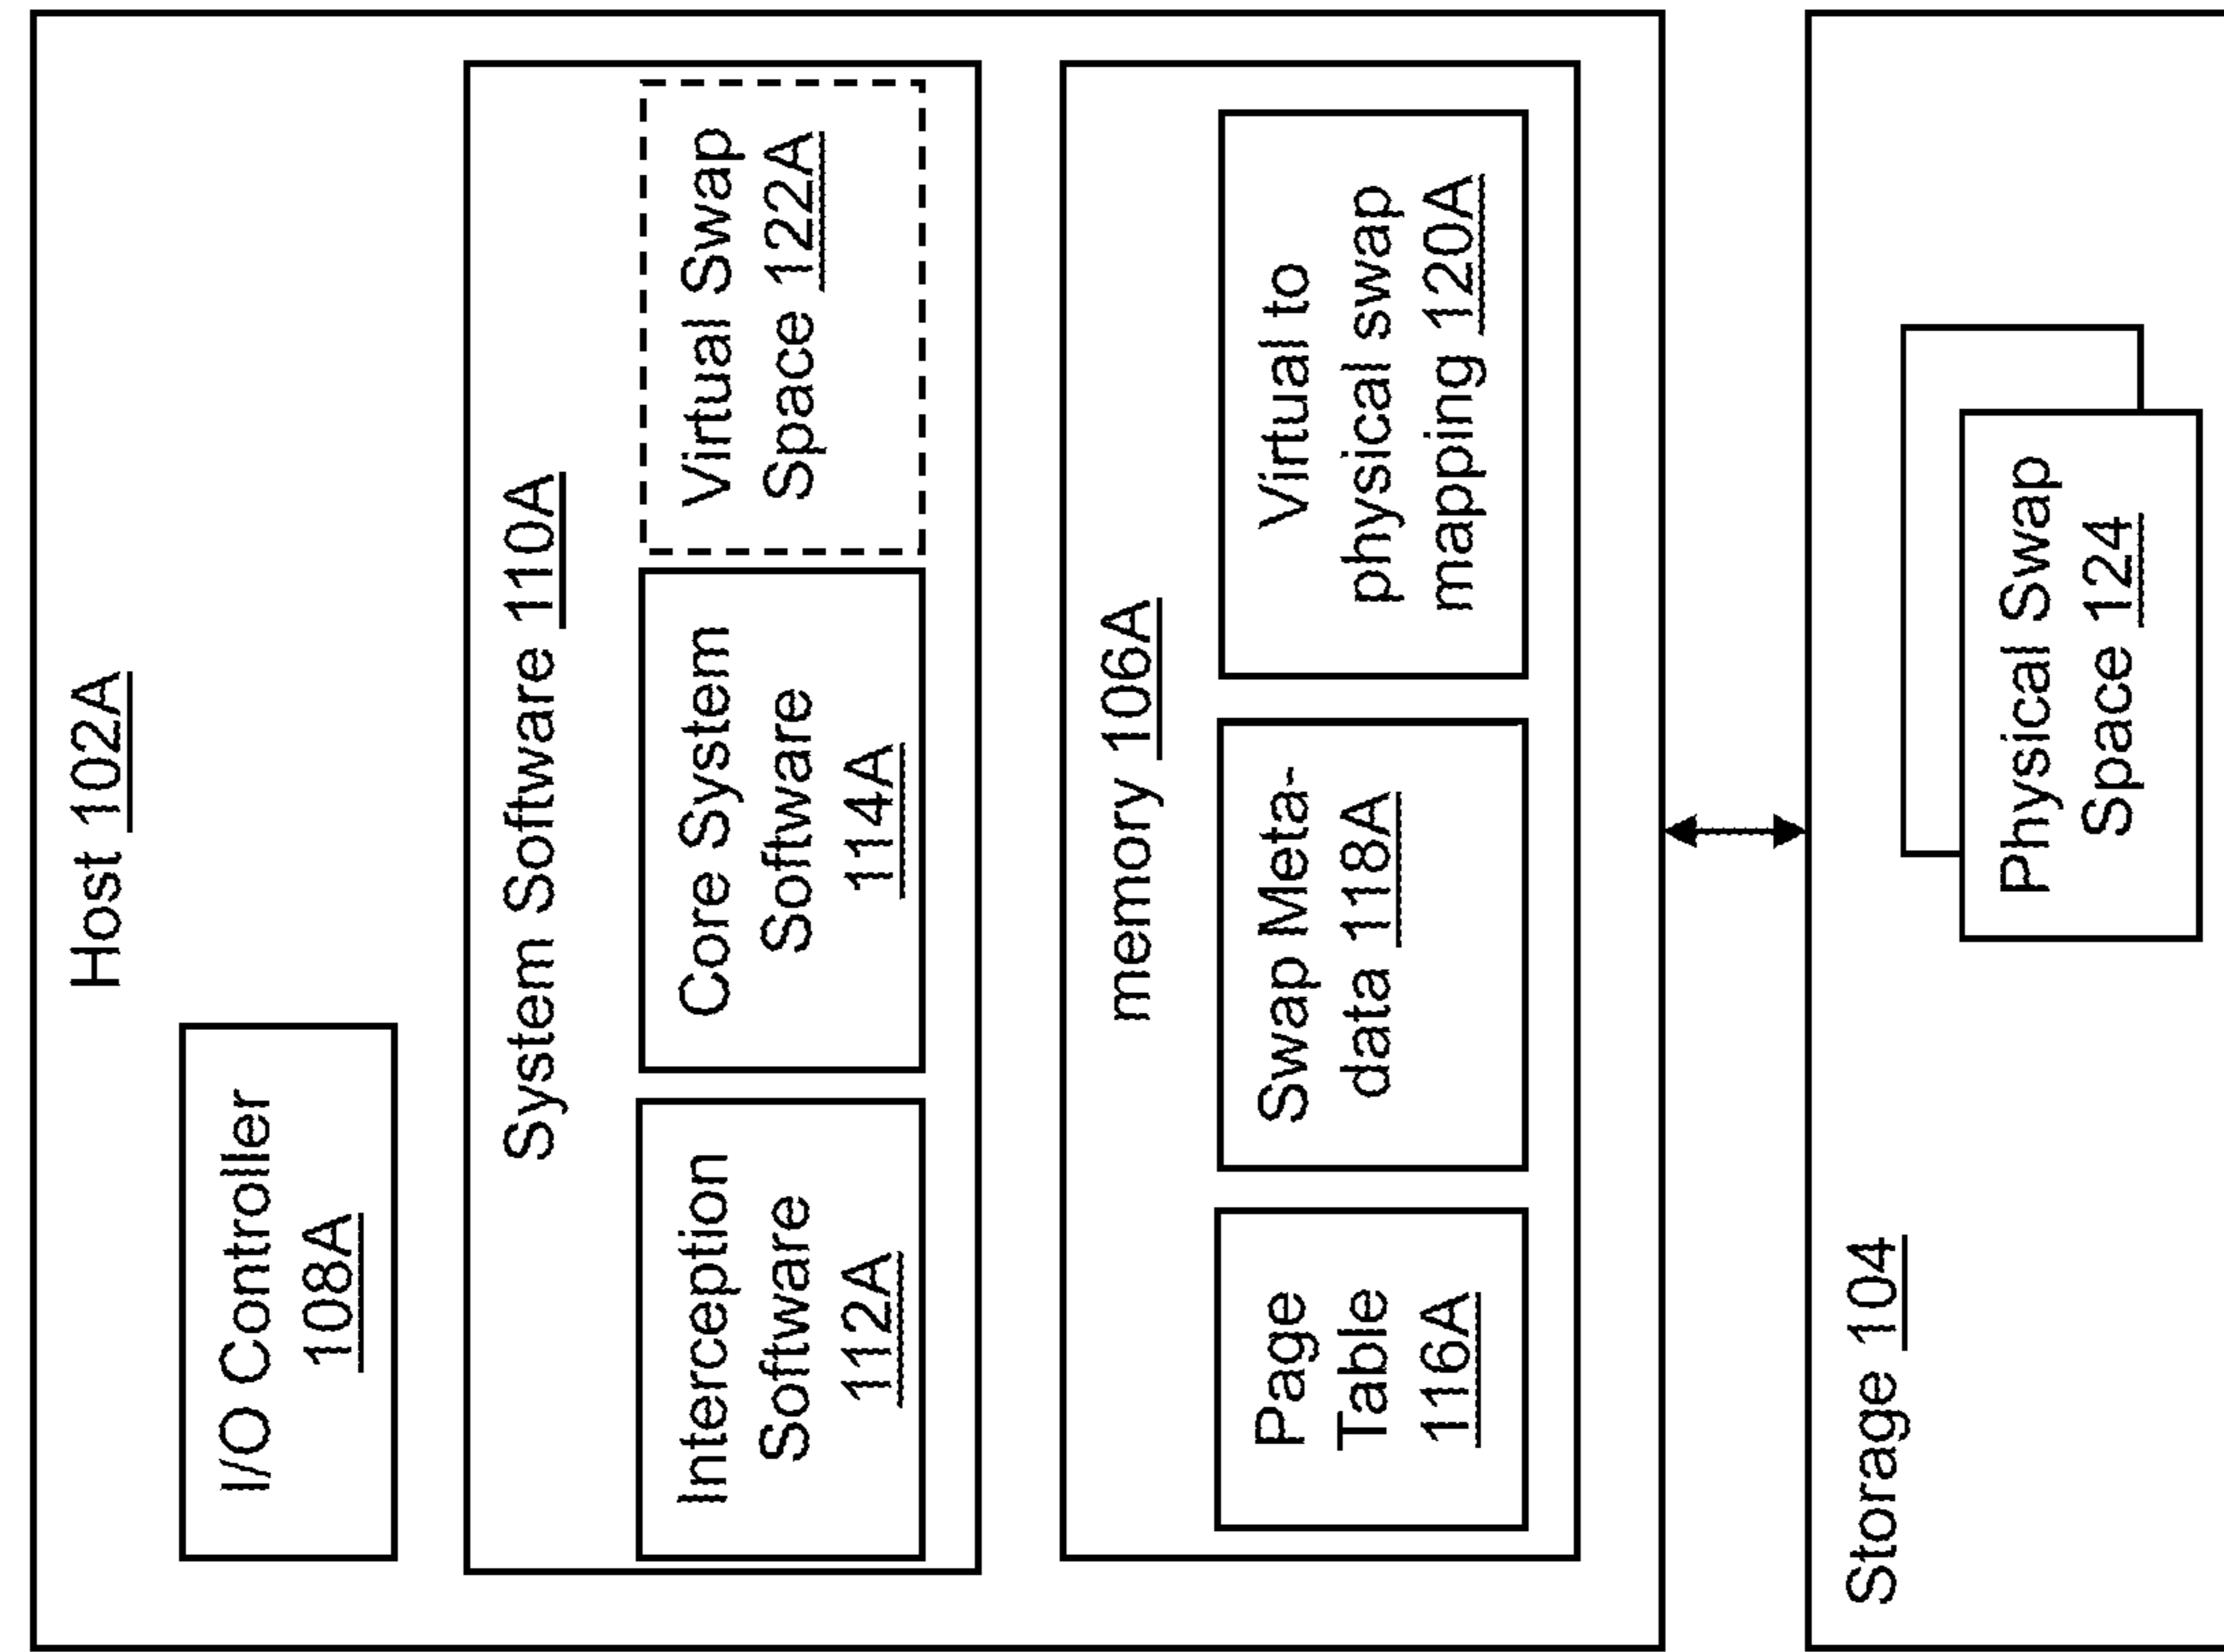 Host 102A
I/O Controller
108A
System Software 110A
Interception
Software
112A
Core System
Software
114A
Virtual Swap
Space 122A
memory 106A
Page
Table
116A
Swap Meta-
data 118A
Virtual to
physical swap
mapping 120A
Storage 104
Physical Swap
Space 124